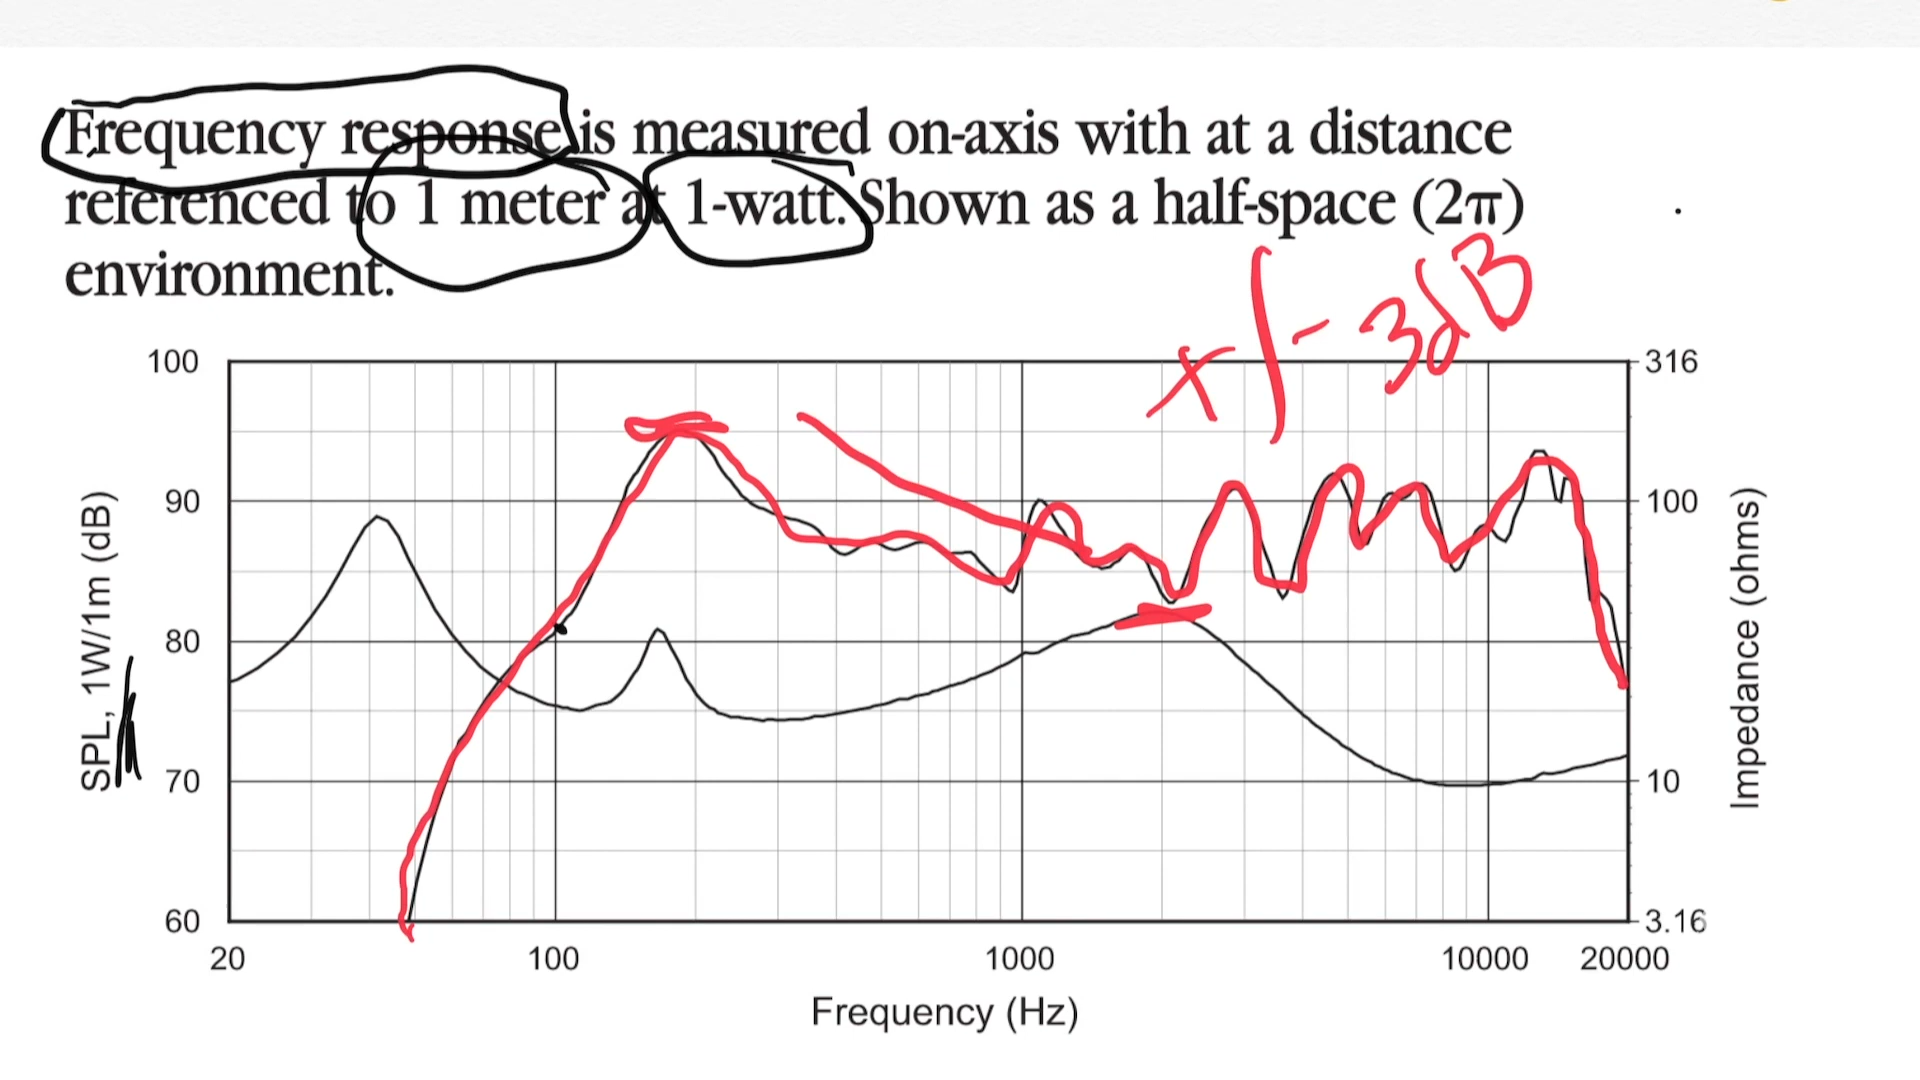 Frequency response is measured on-axis with at a distance
referenced to 1 meter at 1-watt. Shown as a half-space (2π)
environment.
+/- 3dB
100
90
80
70
60
SPL, 1W/1m (dB)
316
100
10
3.16
Impedance (ohms)
20 100 1000 10000 20000
Frequency (Hz)